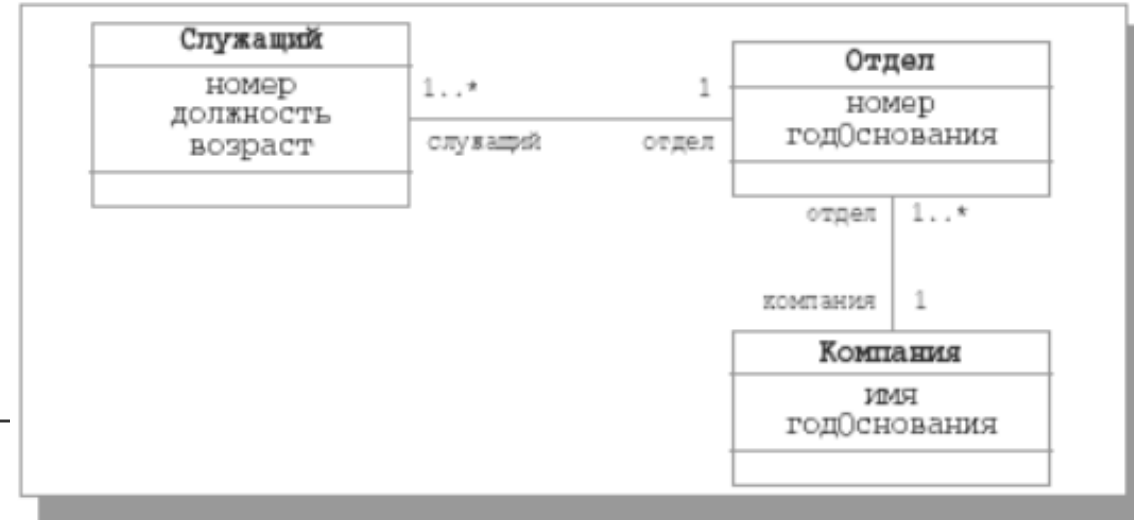 Служащий
номер
должность
возраст
1..*
1
служащий
отдел
Отдел
номер
годОснования
отдел
1..*
компания
1
Компания
имя
годОснования